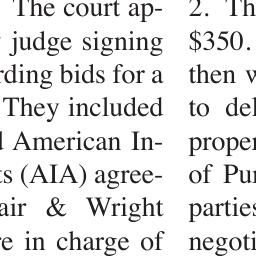 The court ap-
judge signing
rding bids for a
They included
American In-
ts (AIA) agree-
air & Wright
re in charge of
2. Th
$350.
then w
to del
proper
of Pur
parties
negoti